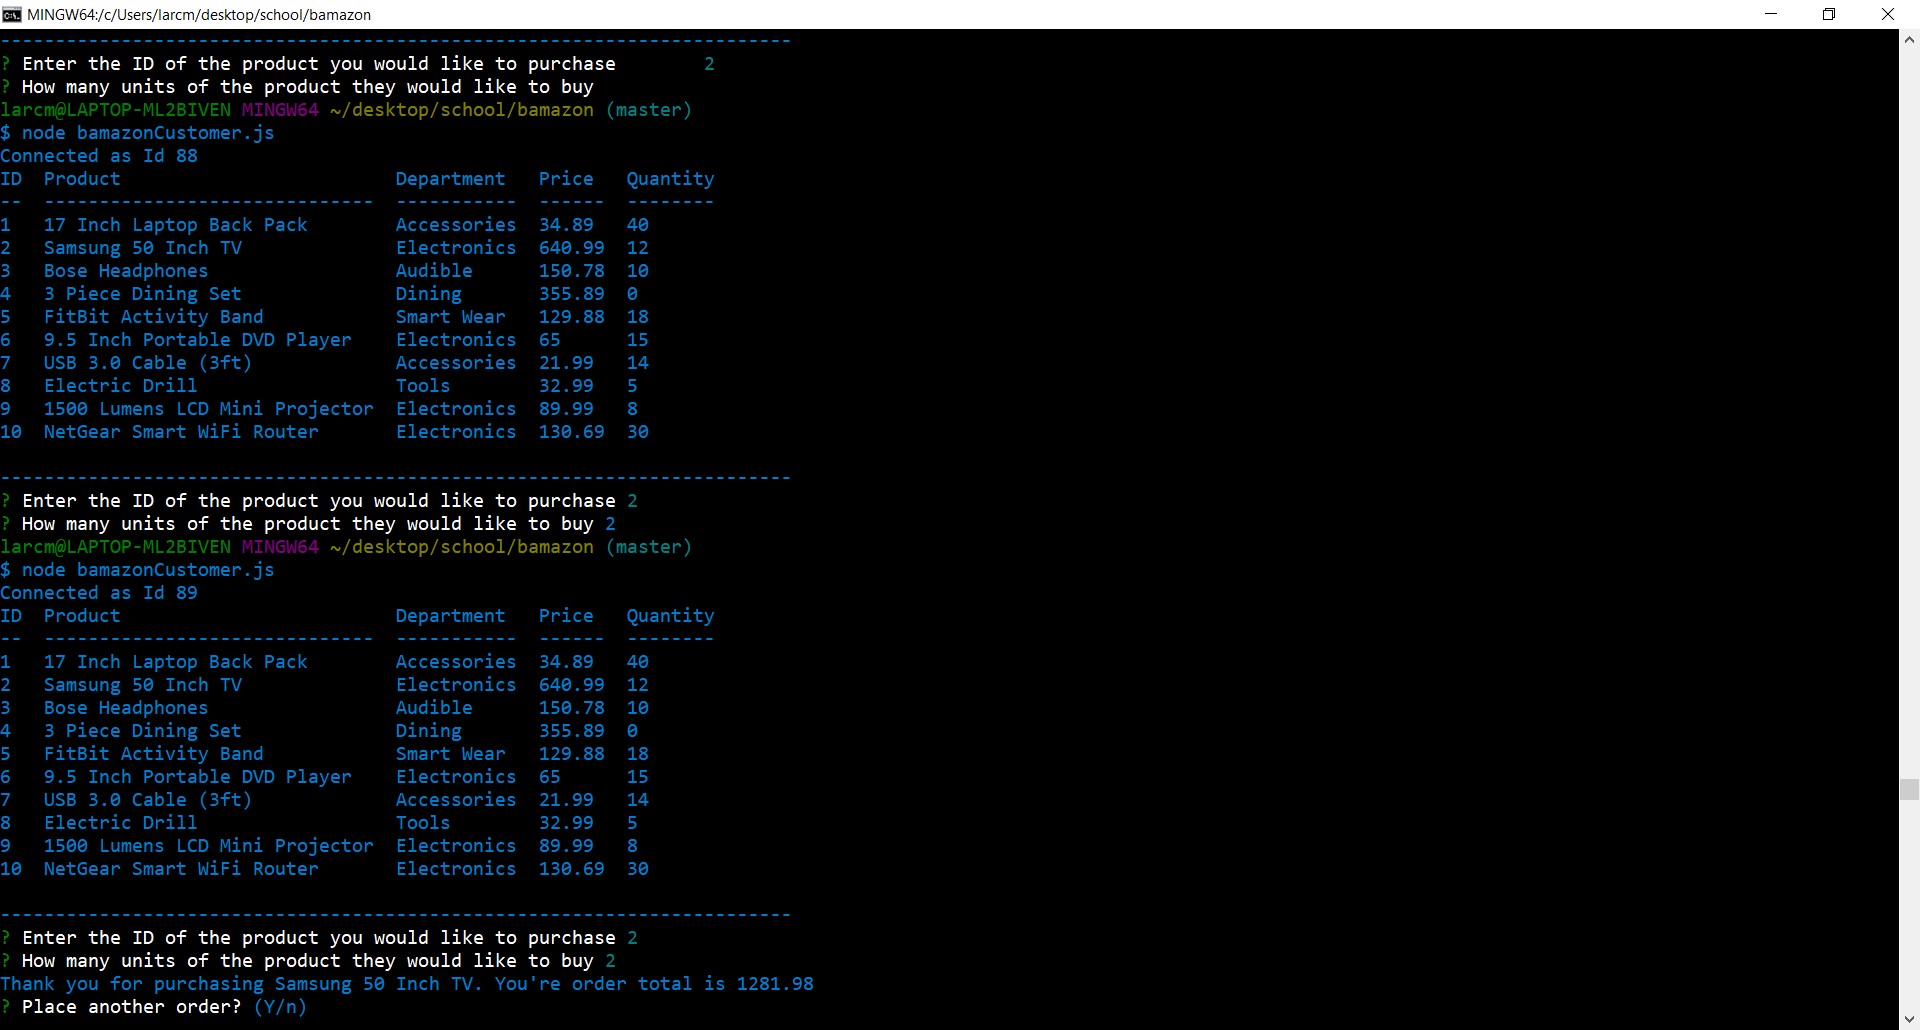 MINGW64:/c/Users/larcm/desktop/school/bamazon
------------------------------------------------------------------------
? Enter the ID of the product you would like to purchase        2
? How many units of the product they would like to buy
larcm@LAPTOP-ML2BIVEN MINGW64 ~/desktop/school/bamazon (master)
$ node bamazonCustomer.js
Connected as Id 88
ID  Product                         Department   Price   Quantity
--  ------------------------------  -----------  ------  --------
1   17 Inch Laptop Back Pack        Accessories  34.89   40
2   Samsung 50 Inch TV              Electronics  640.99  12
3   Bose Headphones                 Audible      150.78  10
4   3 Piece Dining Set              Dining       355.89  0
5   FitBit Activity Band            Smart Wear   129.88  18
6   9.5 Inch Portable DVD Player    Electronics  65      15
7   USB 3.0 Cable (3ft)             Accessories  21.99   14
8   Electric Drill                  Tools        32.99   5
9   1500 Lumens LCD Mini Projector  Electronics  89.99   8
10  NetGear Smart WiFi Router       Electronics  130.69  30
------------------------------------------------------------------------
? Enter the ID of the product you would like to purchase 2
? How many units of the product they would like to buy 2
larcm@LAPTOP-ML2BIVEN MINGW64 ~/desktop/school/bamazon (master)
$ node bamazonCustomer.js
Connected as Id 89
ID  Product                         Department   Price   Quantity
--  ------------------------------  -----------  ------  --------
1   17 Inch Laptop Back Pack        Accessories  34.89   40
2   Samsung 50 Inch TV              Electronics  640.99  12
3   Bose Headphones                 Audible      150.78  10
4   3 Piece Dining Set              Dining       355.89  0
5   FitBit Activity Band            Smart Wear   129.88  18
6   9.5 Inch Portable DVD Player    Electronics  65      15
7   USB 3.0 Cable (3ft)             Accessories  21.99   14
8   Electric Drill                  Tools        32.99   5
9   1500 Lumens LCD Mini Projector  Electronics  89.99   8
10  NetGear Smart WiFi Router       Electronics  130.69  30
------------------------------------------------------------------------
? Enter the ID of the product you would like to purchase 2
? How many units of the product they would like to buy 2
Thank you for purchasing Samsung 50 Inch TV. You're order total is 1281.98
? Place another order? (Y/n)